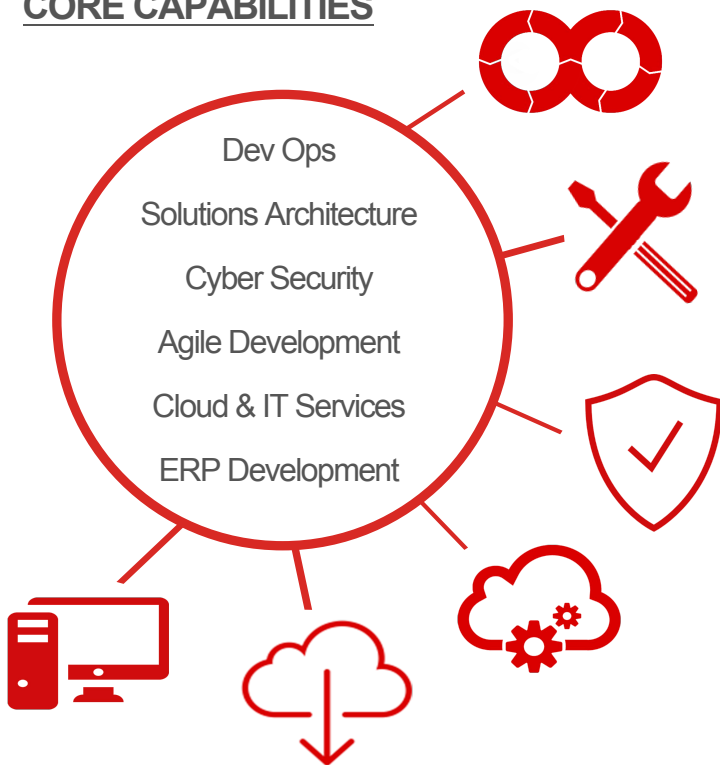 CORE CAPABILITIES
Dev Ops
Solutions Architecture
Cyber Security
Agile Development
Cloud & IT Services
ERP Development